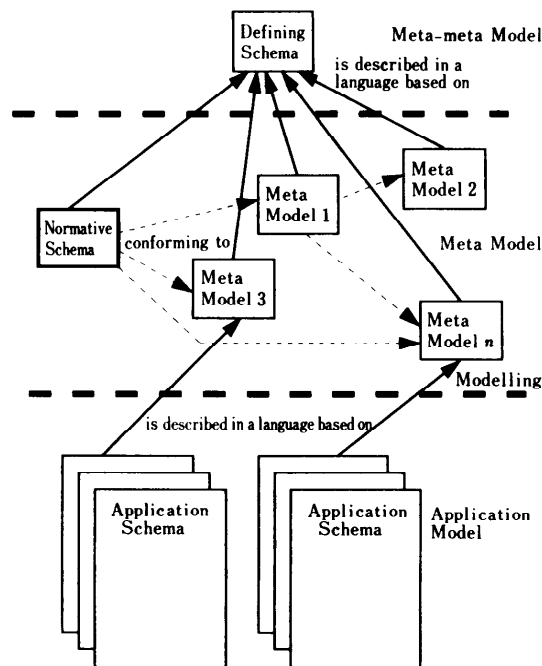 Defining
Schema
Meta-meta Model
is described in a
language based on
Meta
Model 1
Meta
Model 2
Normative
Schema
conforming to
Meta Model
Meta
Model 3
Meta
Model n
Modelling
is described in a language based on
Application
Schema
Application
Schema
Application
Model